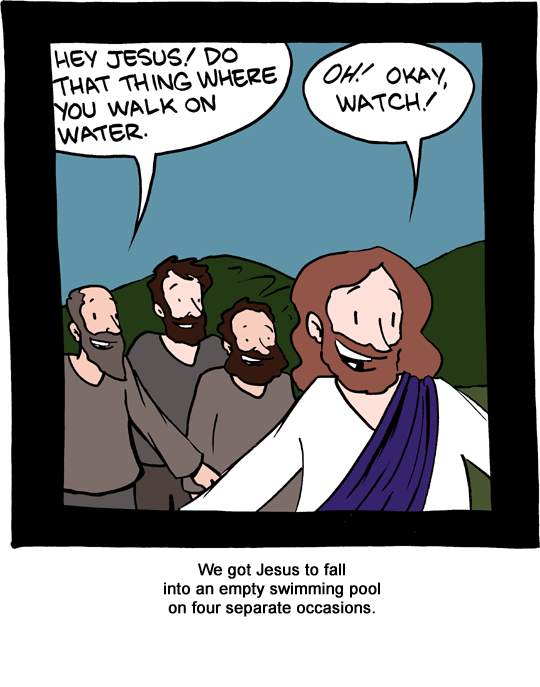 HEY JESUS! DO
THAT THING WHERE
YOU WALK ON
WATER.
OH! OKAY,
WATCH!
We got Jesus to fall
into an empty swimming pool
on four separate occasions.